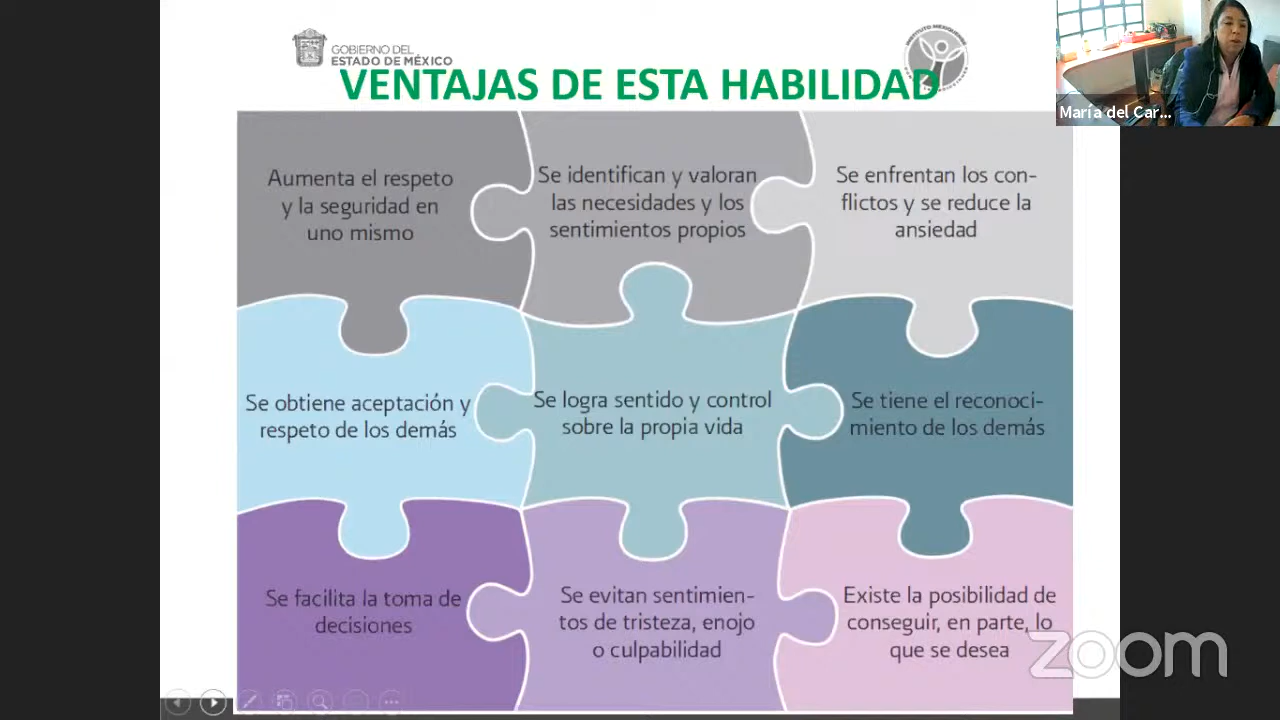 GOBIERNO DEL
ESTADO DE MÉXICO
VENTAJAS DE ESTA HABILIDAD
María del Car...
Aumenta el respeto
y la seguridad en
uno mismo
Se identifican y valoran
las necesidades y los
sentimientos propios
Se enfrentan los con-
flictos y se reduce la
ansiedad
Se obtiene aceptación y
respeto de los demás
Se logra sentido y control
sobre la propia vida
Se tiene el reconoci-
miento de los demás
Se facilita la toma de
decisiones
Se evitan sentimien-
tos de tristeza, enojo
o culpabilidad
Existe la posibilidad de
conseguir, en parte, lo
que se desea
zoom